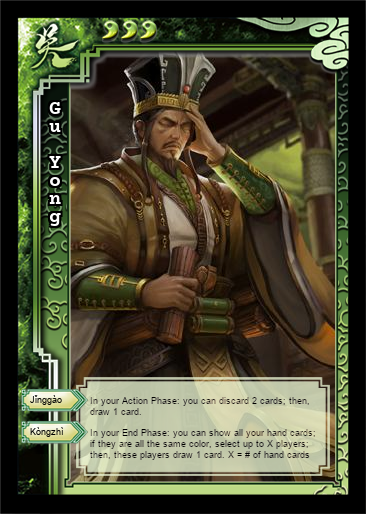 吴
Gu Yong
Jǐnggào
In your Action Phase: you can discard 2 cards; then,
draw 1 card.
Kòngzhì
In your End Phase: you can show all your hand cards;
if they are all the same color, select up to X players;
then, these players draw 1 card. X = # of hand cards